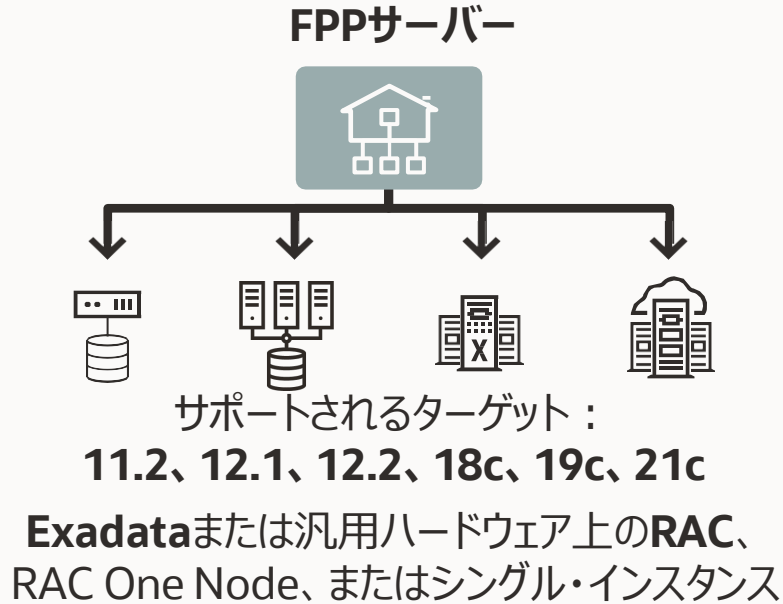 FPPサーバー
X
サポートされるターゲット：
11.2、12.1、12.2、18c、19c、21c
Exadataまたは汎用ハードウェア上のRAC、
RAC One Node、またはシングル・インスタンス